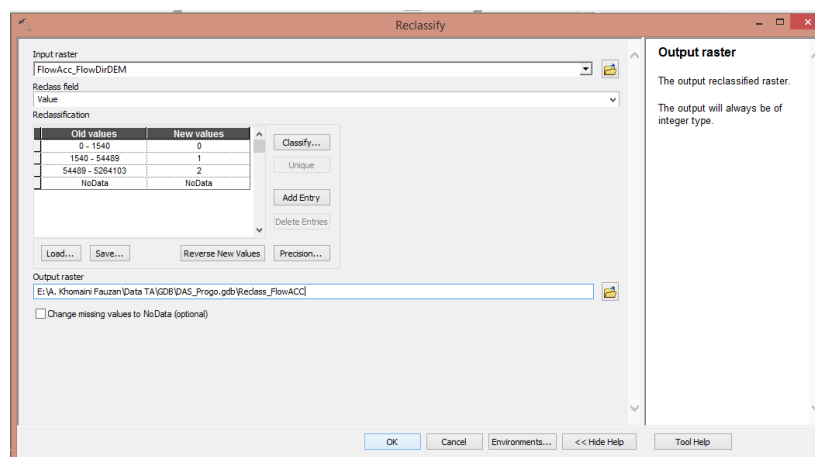 Reclassify
Input raster
FlowAcc_FlowDirDEM
Reclass field
Value
Reclassification
Old values New values
0 - 1540 0
1540 - 54489 1
54489 - 5264103 2
NoData NoData
Classify...
Unique
Add Entry
Delete Entries
Load... Save... Reverse New Values Precision...
Output raster
E:\A. Khomaini Fauzan\Data TA\GDB\DAS_Progo.gdb\Reclass_FlowACC
Change missing values to NoData (optional)
OK Cancel Environments... << Hide Help Tool Help
Output raster
The output reclassified raster.
The output will always be of
integer type.